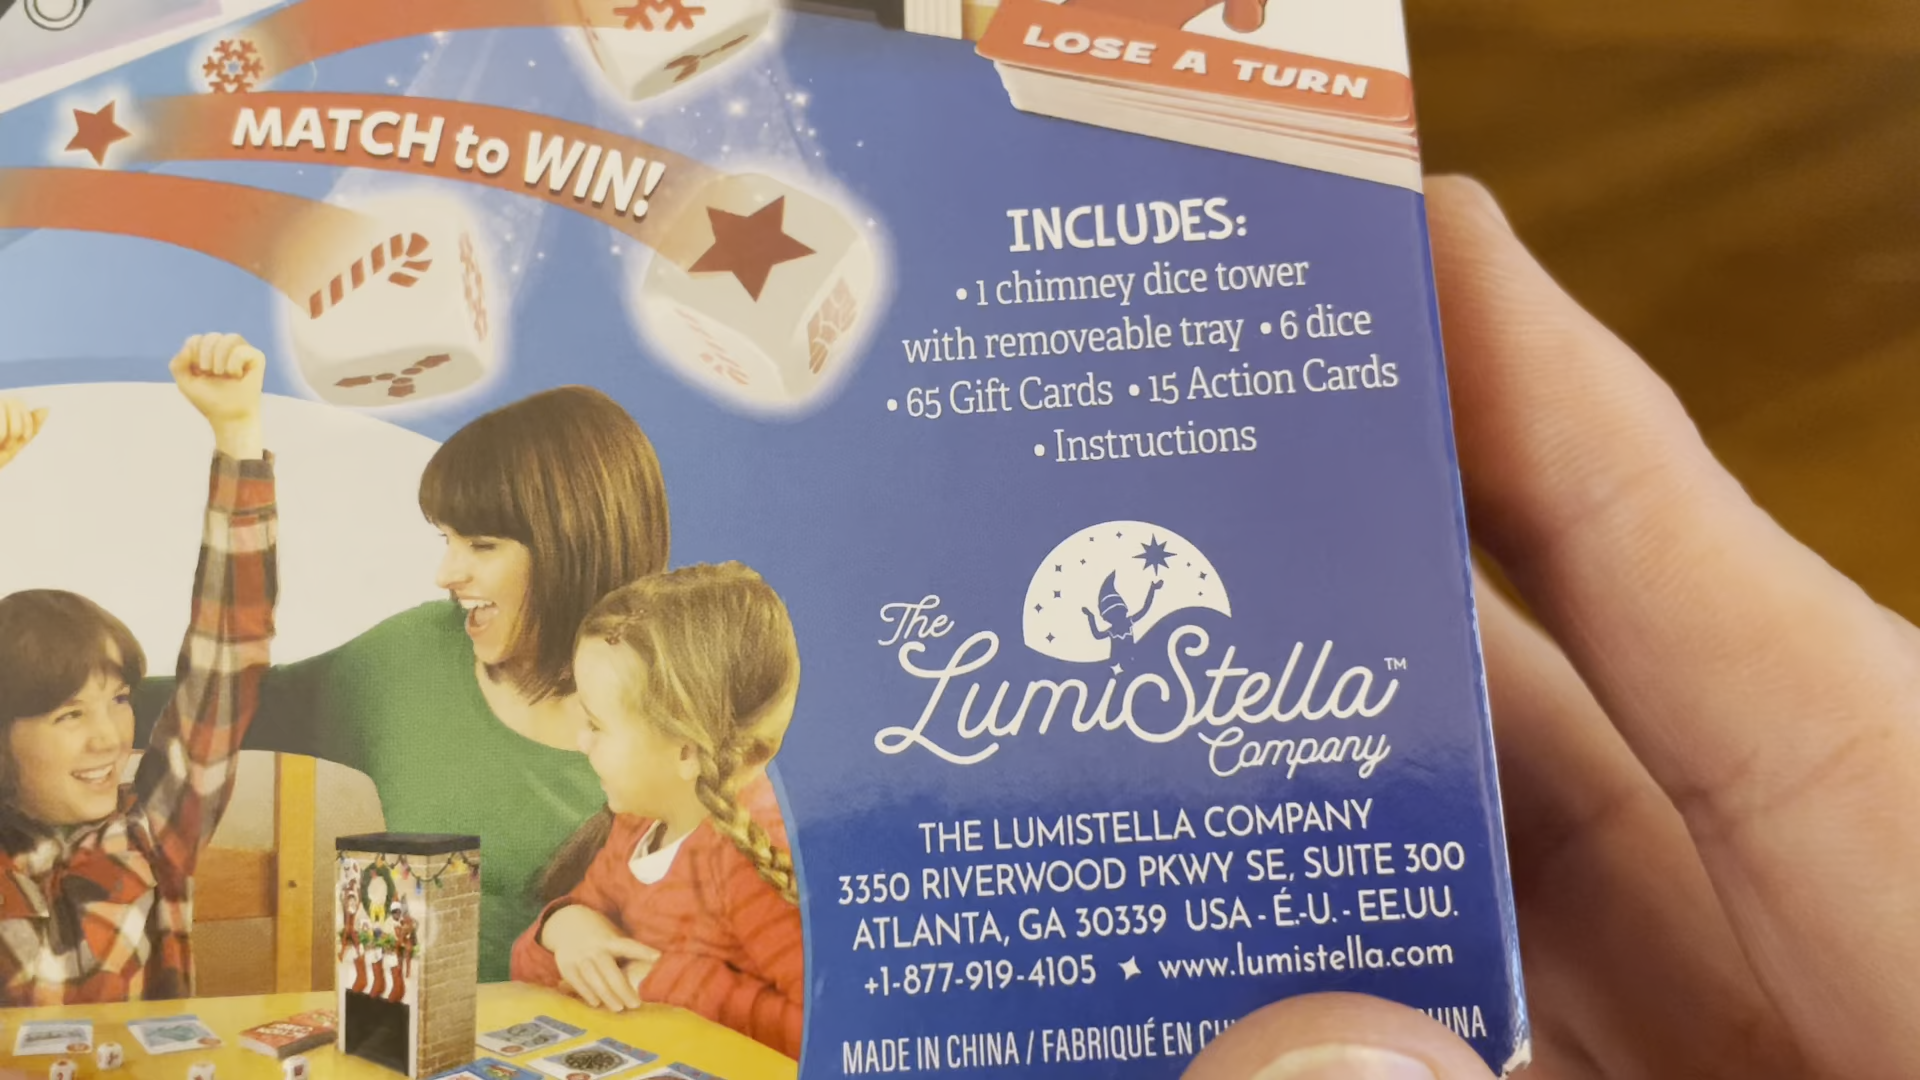 LOSE A TURN
MATCH to WIN!
INCLUDES:
• 1 chimney dice tower
with removeable tray • 6 dice
• 65 Gift Cards • 15 Action Cards
• Instructions
The
LumiStella™
Company
THE LUMISTELLA COMPANY
3350 RIVERWOOD PKWY SE, SUITE 300
ATLANTA, GA 30339 USA - É.-U. - EE.UU.
+1-877-919-4105 ✦ www.lumistella.com
MADE IN CHINA / FABRIQUÉ EN